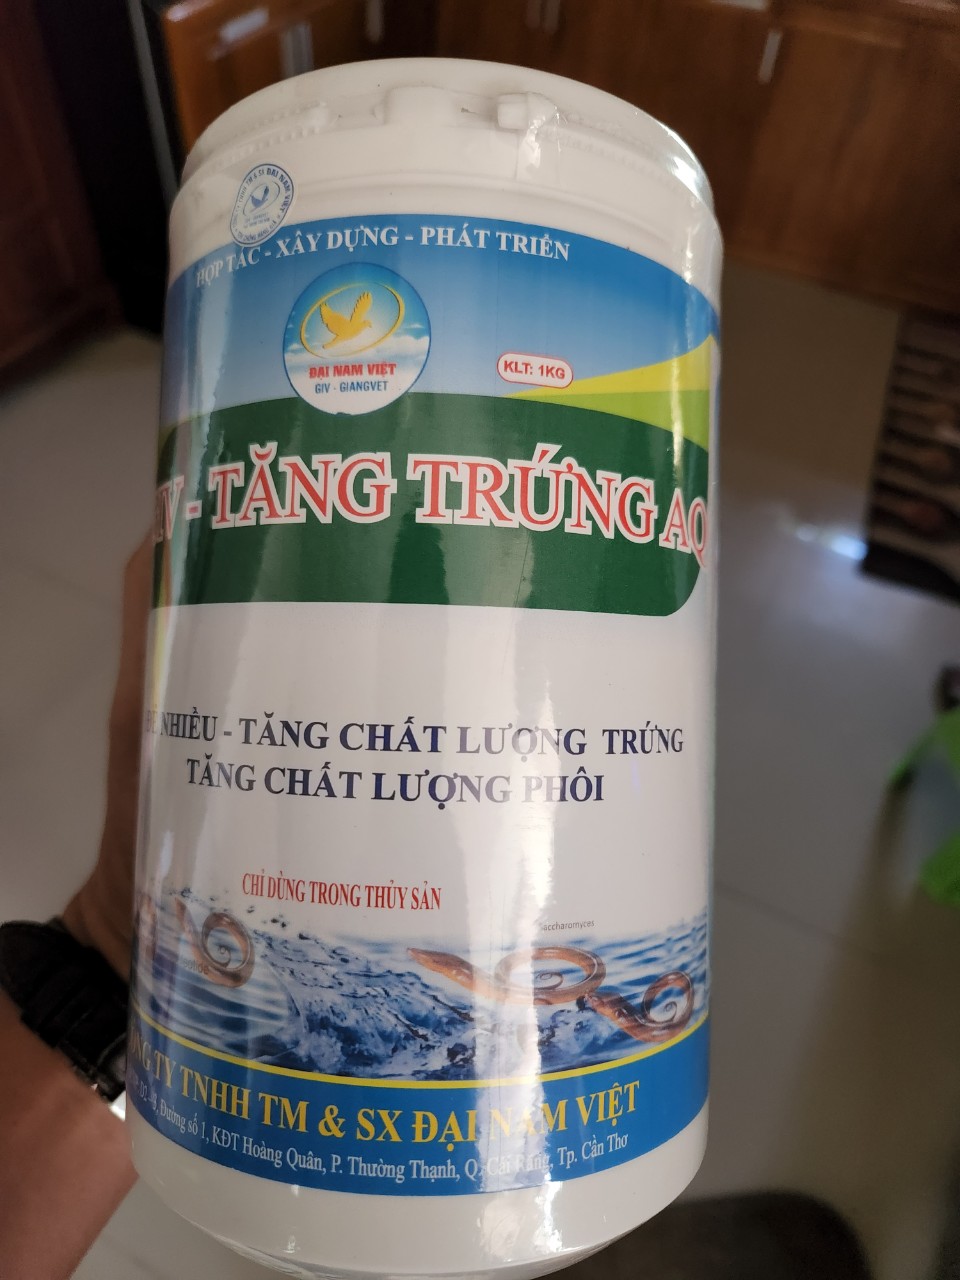 HỢP TÁC - XÂY DỰNG - PHÁT TRIỂN
ĐẠI NAM VIỆT
GIV - GIANGVET
KLT: 1KG
- TĂNG TRỨNG AQ
NHIỀU - TĂNG CHẤT LƯỢNG TRỨNG
TĂNG CHẤT LƯỢNG PHÔI
CHỈ DÙNG TRONG THỦY SẢN
Saccharomyces
TY TNHH TM & SX ĐẠI NAM VIỆT
Đường số 1, KĐT Hoàng Quân, P. Thường Thạnh, Q. Cái Răng, Tp. Cần Thơ